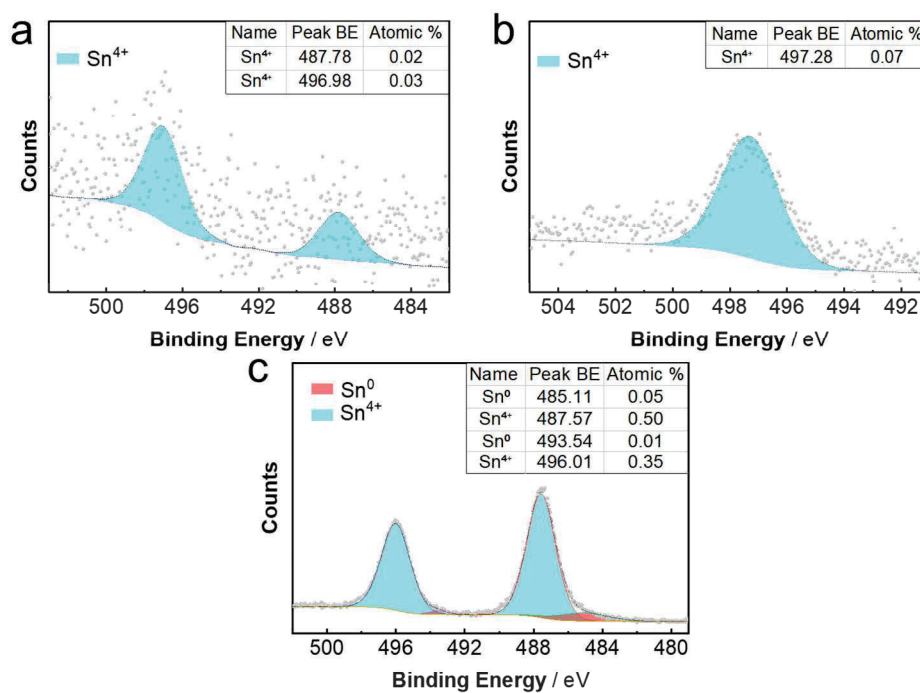 a
Sn⁴⁺
Name Peak BE Atomic %
Sn⁴⁺ 487.78 0.02
Sn⁴⁺ 496.98 0.03
Counts
500 496 492 488 484
Binding Energy / eV
b
Sn⁴⁺
Name Peak BE Atomic %
Sn⁴⁺ 497.28 0.07
Counts
504 502 500 498 496 494 492
Binding Energy / eV
c
Sn⁰
Sn⁴⁺
Name Peak BE Atomic %
Sn⁰ 485.11 0.05
Sn⁴⁺ 487.57 0.50
Sn⁰ 493.54 0.01
Sn⁴⁺ 496.01 0.35
Counts
500 496 492 488 484 480
Binding Energy / eV